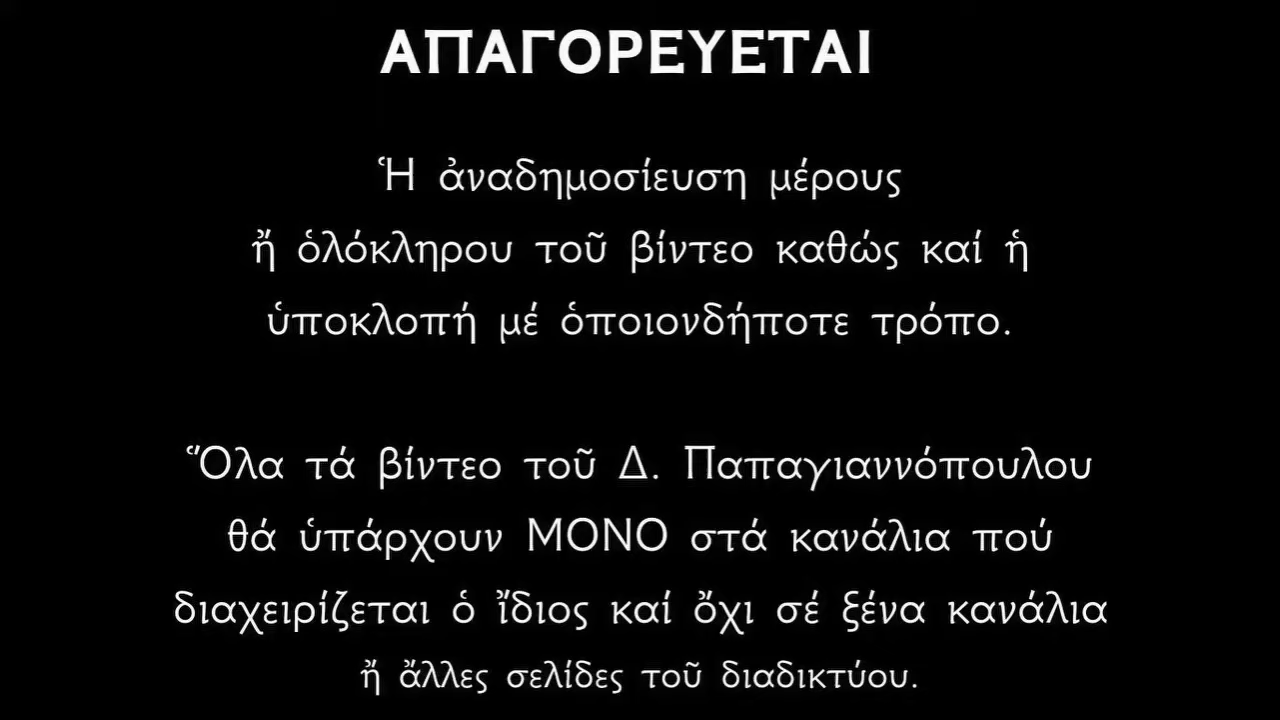 ΑΠΑΓΟΡΕΥΕΤΑΙ
Ἡ ἀναδημοσίευση μέρους
ἤ ὁλόκληρου τοῦ βίντεο καθώς καί ἡ
ὑποκλοπή μέ ὁποιονδήποτε τρόπο.
Ὅλα τά βίντεο τοῦ Δ. Παπαγιαννόπουλου
θά ὑπάρχουν ΜΟΝΟ στά κανάλια πού
διαχειρίζεται ὁ ἴδιος καί ὄχι σέ ξένα κανάλια
ἤ ἄλλες σελίδες τοῦ διαδικτύου.